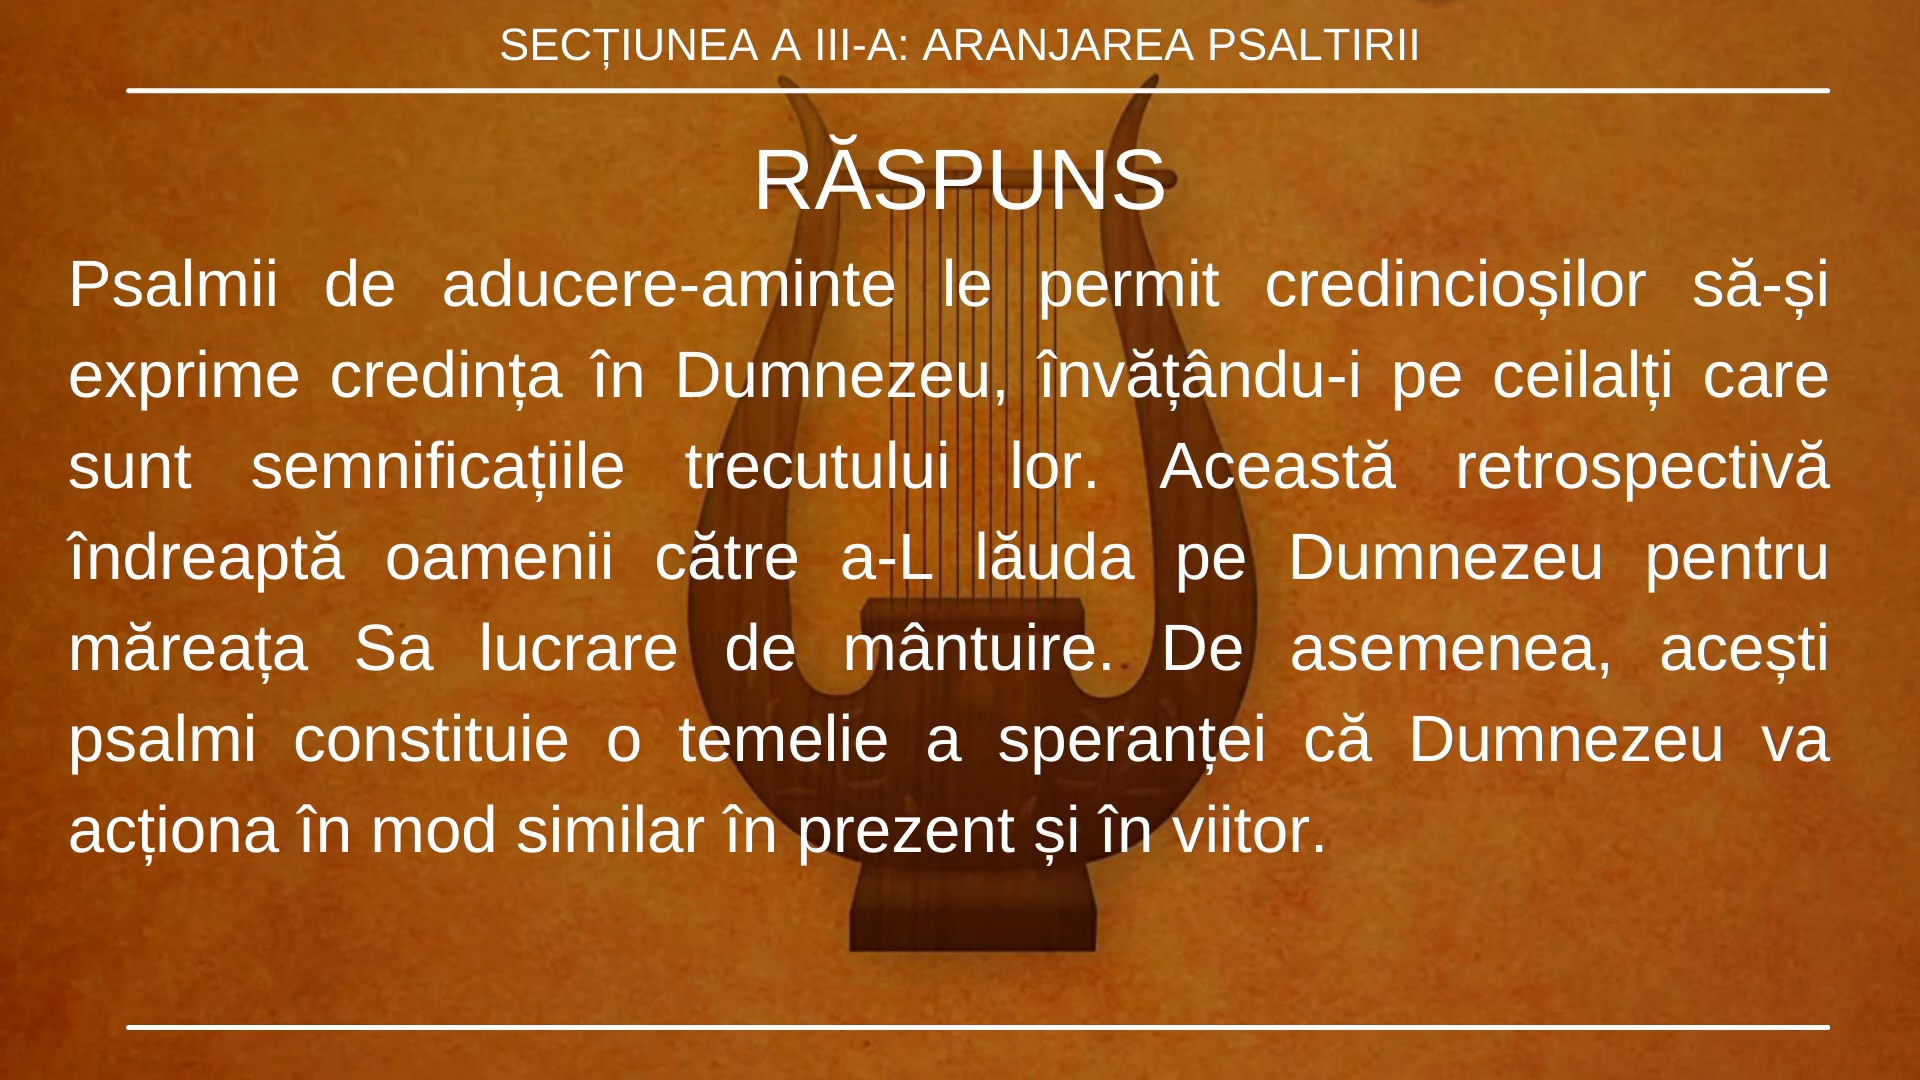 SECȚIUNEA A III-A: ARANJAREA PSALTIRII
RĂSPUNS
Psalmii de aducere-aminte le permit credincioșilor să-și
exprime credința în Dumnezeu, învățându-i pe ceilalți care
sunt semnificațiile trecutului lor. Această retrospectivă
îndreaptă oamenii către a-L lăuda pe Dumnezeu pentru
măreața Sa lucrare de mântuire. De asemenea, acești
psalmi constituie o temelie a speranței că Dumnezeu va
acționa în mod similar în prezent și în viitor.